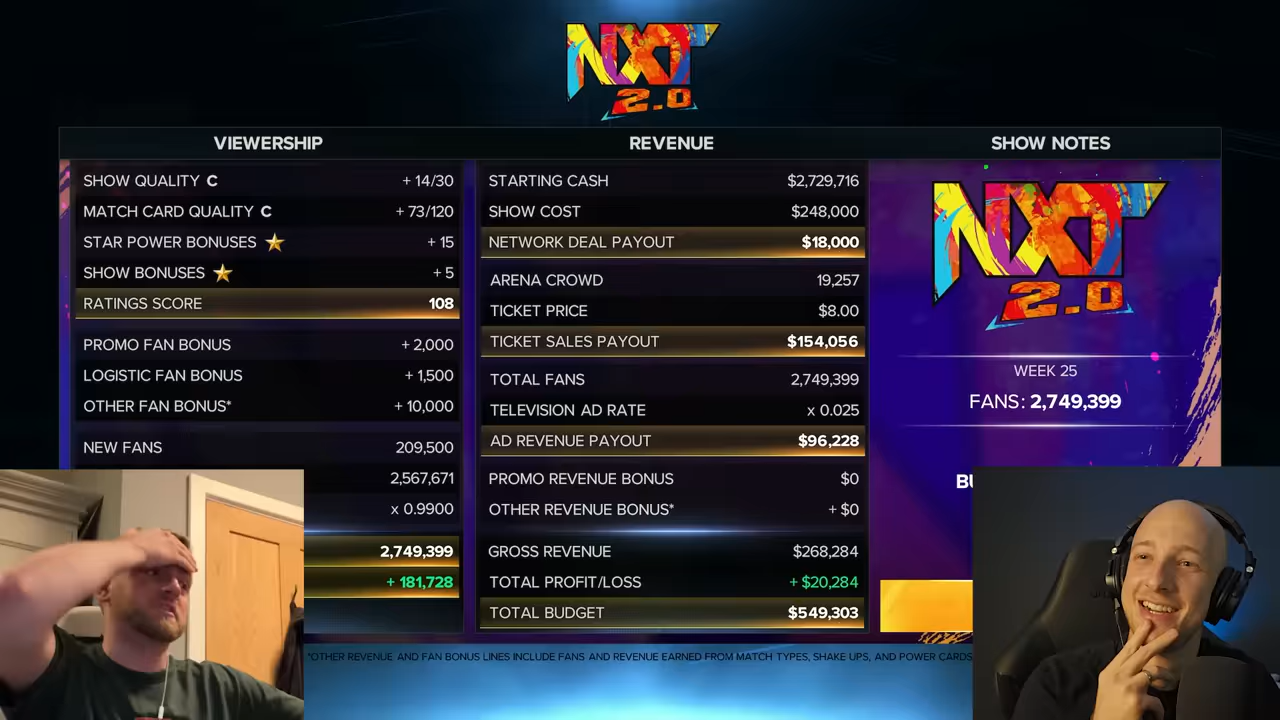 NXT
2.0
VIEWERSHIP
SHOW QUALITY C + 14/30
MATCH CARD QUALITY C + 73/120
STAR POWER BONUSES + 15
SHOW BONUSES + 5
RATINGS SCORE 108
PROMO FAN BONUS + 2,000
LOGISTIC FAN BONUS + 1,500
OTHER FAN BONUS* + 10,000
NEW FANS 209,500
2,567,671
x 0.9900
2,749,399
+ 181,728
REVENUE
STARTING CASH $2,729,716
SHOW COST $248,000
NETWORK DEAL PAYOUT $18,000
ARENA CROWD 19,257
TICKET PRICE $8.00
TICKET SALES PAYOUT $154,056
TOTAL FANS 2,749,399
TELEVISION AD RATE x 0.025
AD REVENUE PAYOUT $96,228
PROMO REVENUE BONUS $0
OTHER REVENUE BONUS* + $0
GROSS REVENUE $268,284
TOTAL PROFIT/LOSS + $20,284
TOTAL BUDGET $549,303
SHOW NOTES
NXT
2.0
WEEK 25
FANS: 2,749,399
*OTHER REVENUE AND FAN BONUS LINES INCLUDE FANS AND REVENUE EARNED FROM MATCH TYPES, SHAKE UPS, AND POWER CARDS